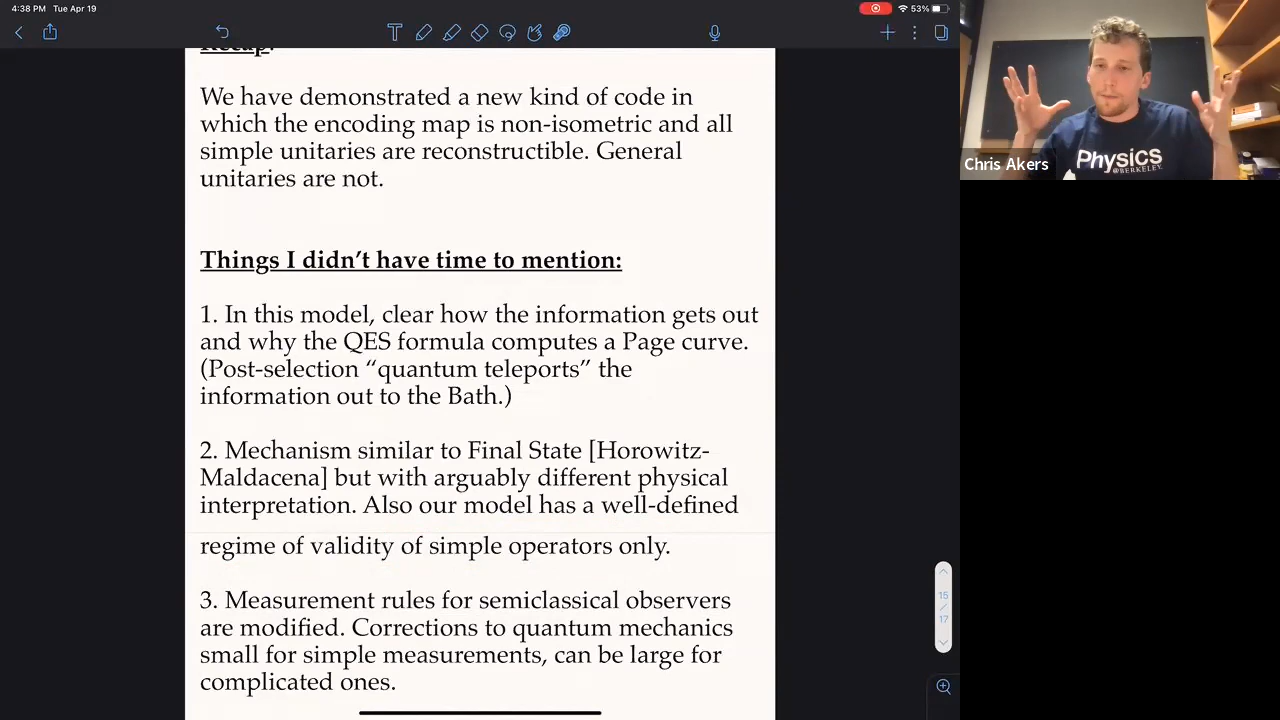 4:38 PM Tue Apr 19
53%
Recap:
We have demonstrated a new kind of code in
which the encoding map is non-isometric and all
simple unitaries are reconstructible. General
unitaries are not.
Things I didn’t have time to mention:
1. In this model, clear how the information gets out
and why the QES formula computes a Page curve.
(Post-selection “quantum teleports” the
information out to the Bath.)
2. Mechanism similar to Final State [Horowitz-
Maldacena] but with arguably different physical
interpretation. Also our model has a well-defined
regime of validity of simple operators only.
3. Measurement rules for semiclassical observers
are modified. Corrections to quantum mechanics
small for simple measurements, can be large for
complicated ones.
15
/
17
Chris Akers
Physics
@BERKELEY